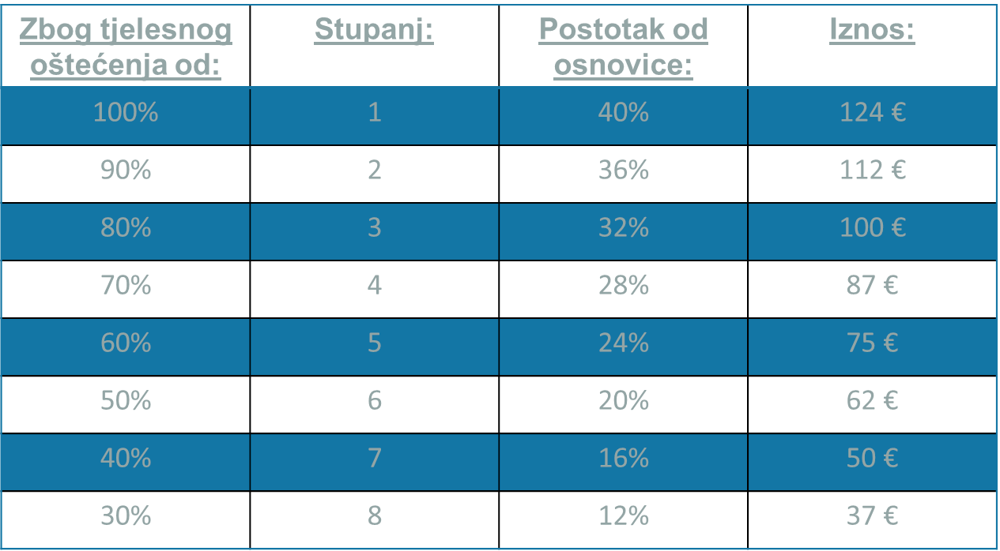 Zbog tjelesnog oštećenja od: Stupanj: Postotak od osnovice: Iznos:
100% 1 40% 124 €
90% 2 36% 112 €
80% 3 32% 100 €
70% 4 28% 87 €
60% 5 24% 75 €
50% 6 20% 62 €
40% 7 16% 50 €
30% 8 12% 37 €